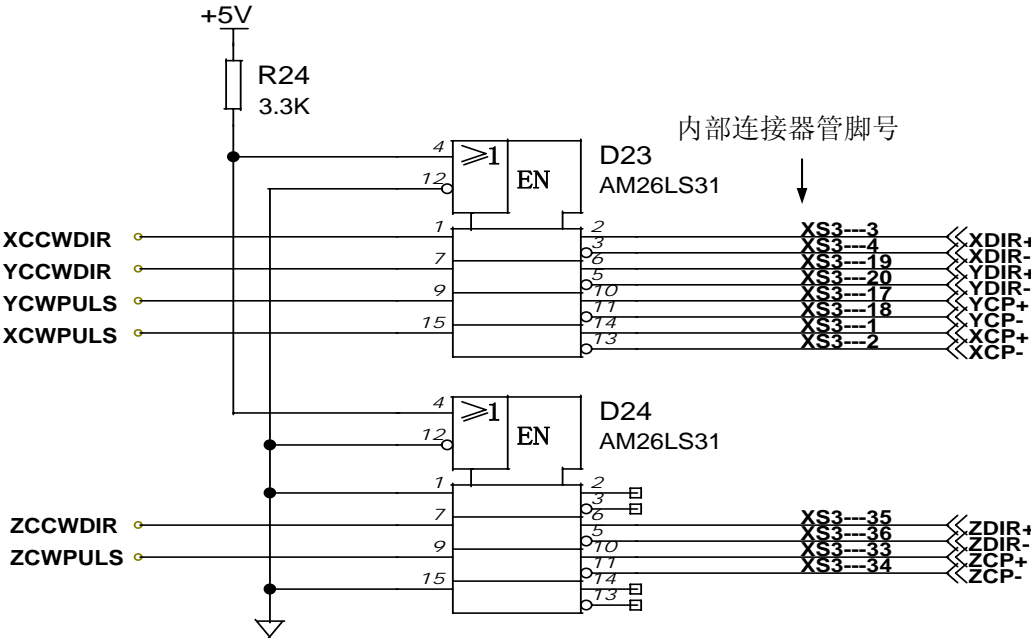 +5V
R24
3.3K
内部连接器管脚号
4
≥1
D23
12
EN
AM26LS31
1
2
XS3---3
XCCWDIR
XDIR+
3
XS3---4
XDIR-
7
6
XS3---19
YCCWDIR
YDIR+
5
XS3---20
YDIR-
9
10
XS3---17
YCWPULS
YCP+
11
XS3---18
YCP-
15
14
XS3---1
XCWPULS
XCP+
13
XS3---2
XCP-
4
≥1
D24
12
EN
AM26LS31
1
2
3
7
6
XS3---35
ZCCWDIR
ZDIR+
5
XS3---36
ZDIR-
9
10
XS3---33
ZCWPULS
ZCP+
11
XS3---34
ZCP-
15
14
13